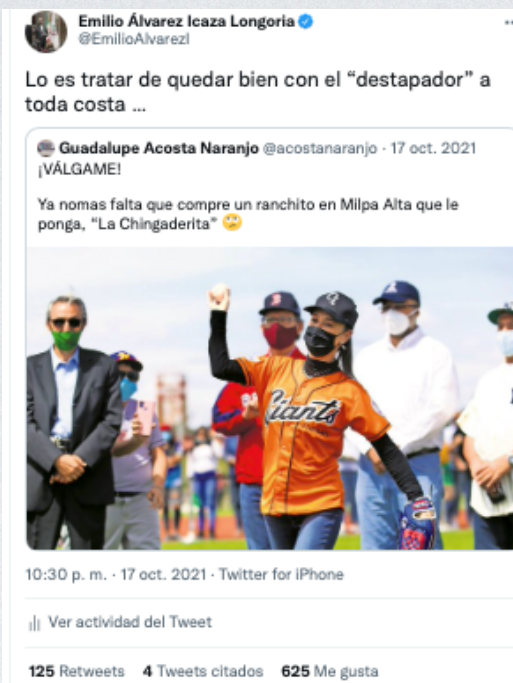 Emilio Álvarez Icaza Longoria
@EmilioAlvarezI
Lo es tratar de quedar bien con el “destapador” a
toda costa ...
Guadalupe Acosta Naranjo @acostanaranjo · 17 oct. 2021
¡VÁLGAME!
Ya nomas falta que compre un ranchito en Milpa Alta que le
ponga, “La Chingaderita” 🙄
Giants
10:30 p. m. · 17 oct. 2021 · Twitter for iPhone
Ver actividad del Tweet
125 Retweets 4 Tweets citados 625 Me gusta